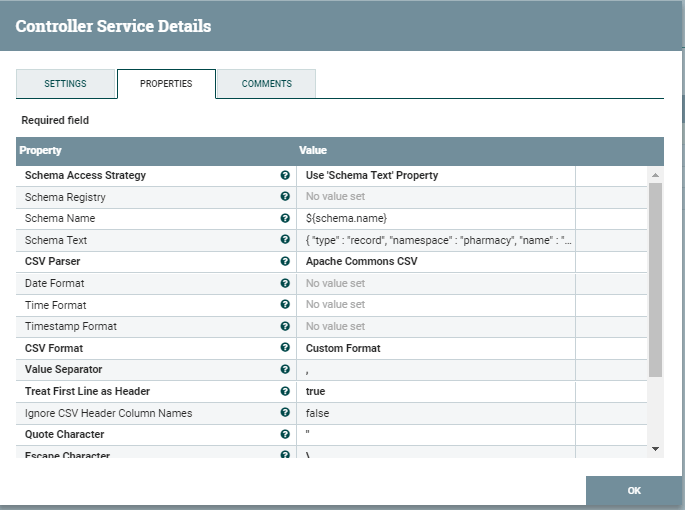 Controller Service Details
SETTINGS PROPERTIES COMMENTS
Required field
Property Value
Schema Access Strategy Use 'Schema Text' Property
Schema Registry No value set
Schema Name ${schema.name}
Schema Text { "type" : "record", "namespace" : "pharmacy", "name" : "...
CSV Parser Apache Commons CSV
Date Format No value set
Time Format No value set
Timestamp Format No value set
CSV Format Custom Format
Value Separator ,
Treat First Line as Header true
Ignore CSV Header Column Names false
Quote Character "
Escape Character \
OK